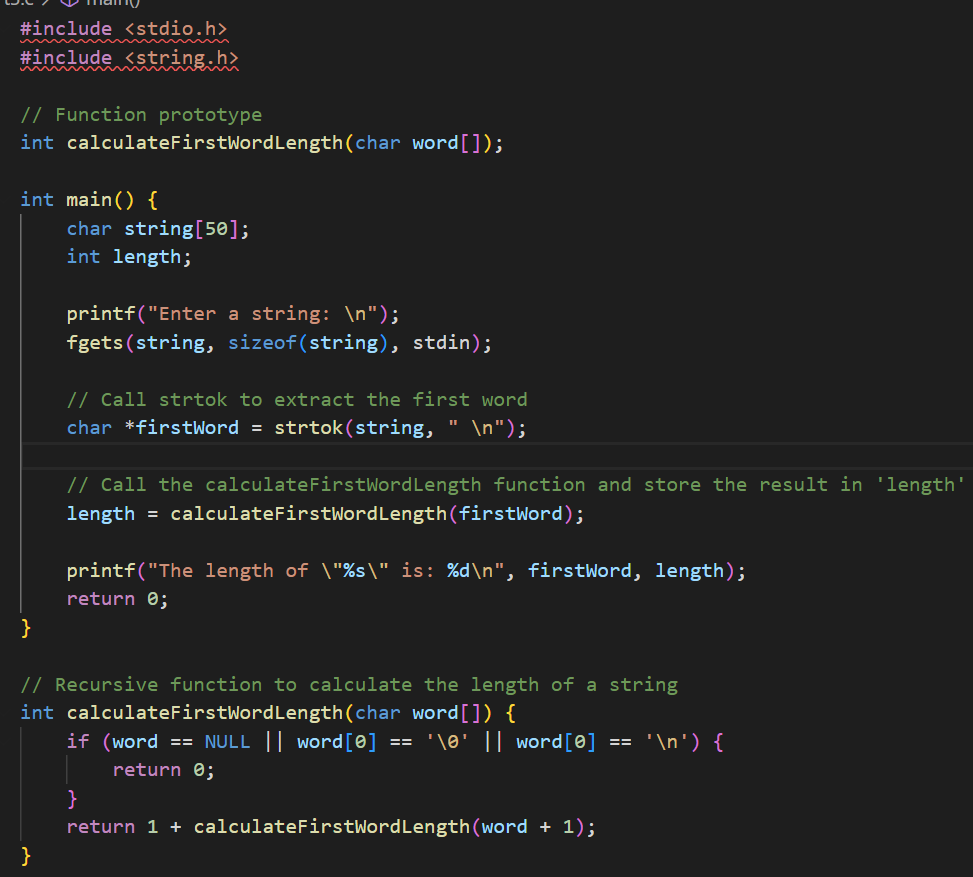 main()
#include <stdio.h>
#include <string.h>
// Function prototype
int calculateFirstWordLength(char word[]);
int main() {
    char string[50];
    int length;
    printf("Enter a string: \n");
    fgets(string, sizeof(string), stdin);
    // Call strtok to extract the first word
    char *firstWord = strtok(string, " \n");
    // Call the calculateFirstWordLength function and store the result in 'length'
    length = calculateFirstWordLength(firstWord);
    printf("The length of \"%s\" is: %d\n", firstWord, length);
    return 0;
}
// Recursive function to calculate the length of a string
int calculateFirstWordLength(char word[]) {
    if (word == NULL || word[0] == '\0' || word[0] == '\n') {
        return 0;
    }
    return 1 + calculateFirstWordLength(word + 1);
}